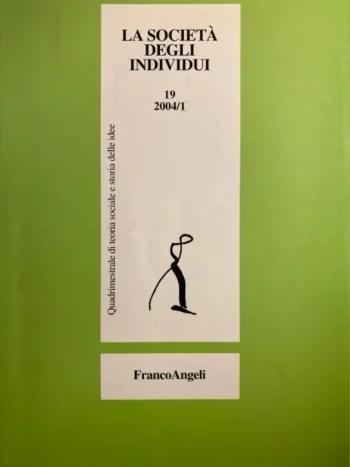 LA SOCIETÀ
DEGLI
INDIVIDUI
19
2004/1
Quadrimestrale di teoria sociale e storia delle idee
FrancoAngeli